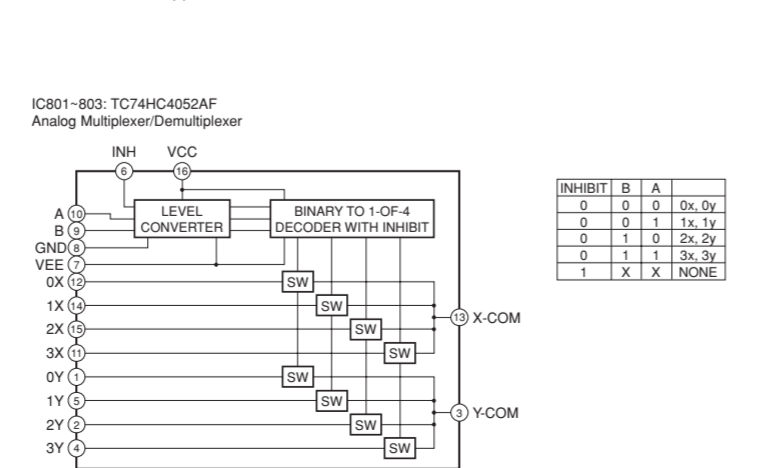 IC801~803: TC74HC4052AF
Analog Multiplexer/Demultiplexer
INH VCC
6 16
A 10
B 9
GND 8
VEE 7
0X 12
1X 14
2X 15
3X 11
0Y 1
1Y 5
2Y 2
3Y 4
LEVEL
CONVERTER
BINARY TO 1-OF-4
DECODER WITH INHIBIT
SW
SW
SW
SW
SW
SW
SW
SW
13 X-COM
3 Y-COM
INHIBIT B A
0 0 0 0x, 0y
0 0 1 1x, 1y
0 1 0 2x, 2y
0 1 1 3x, 3y
1 X X NONE